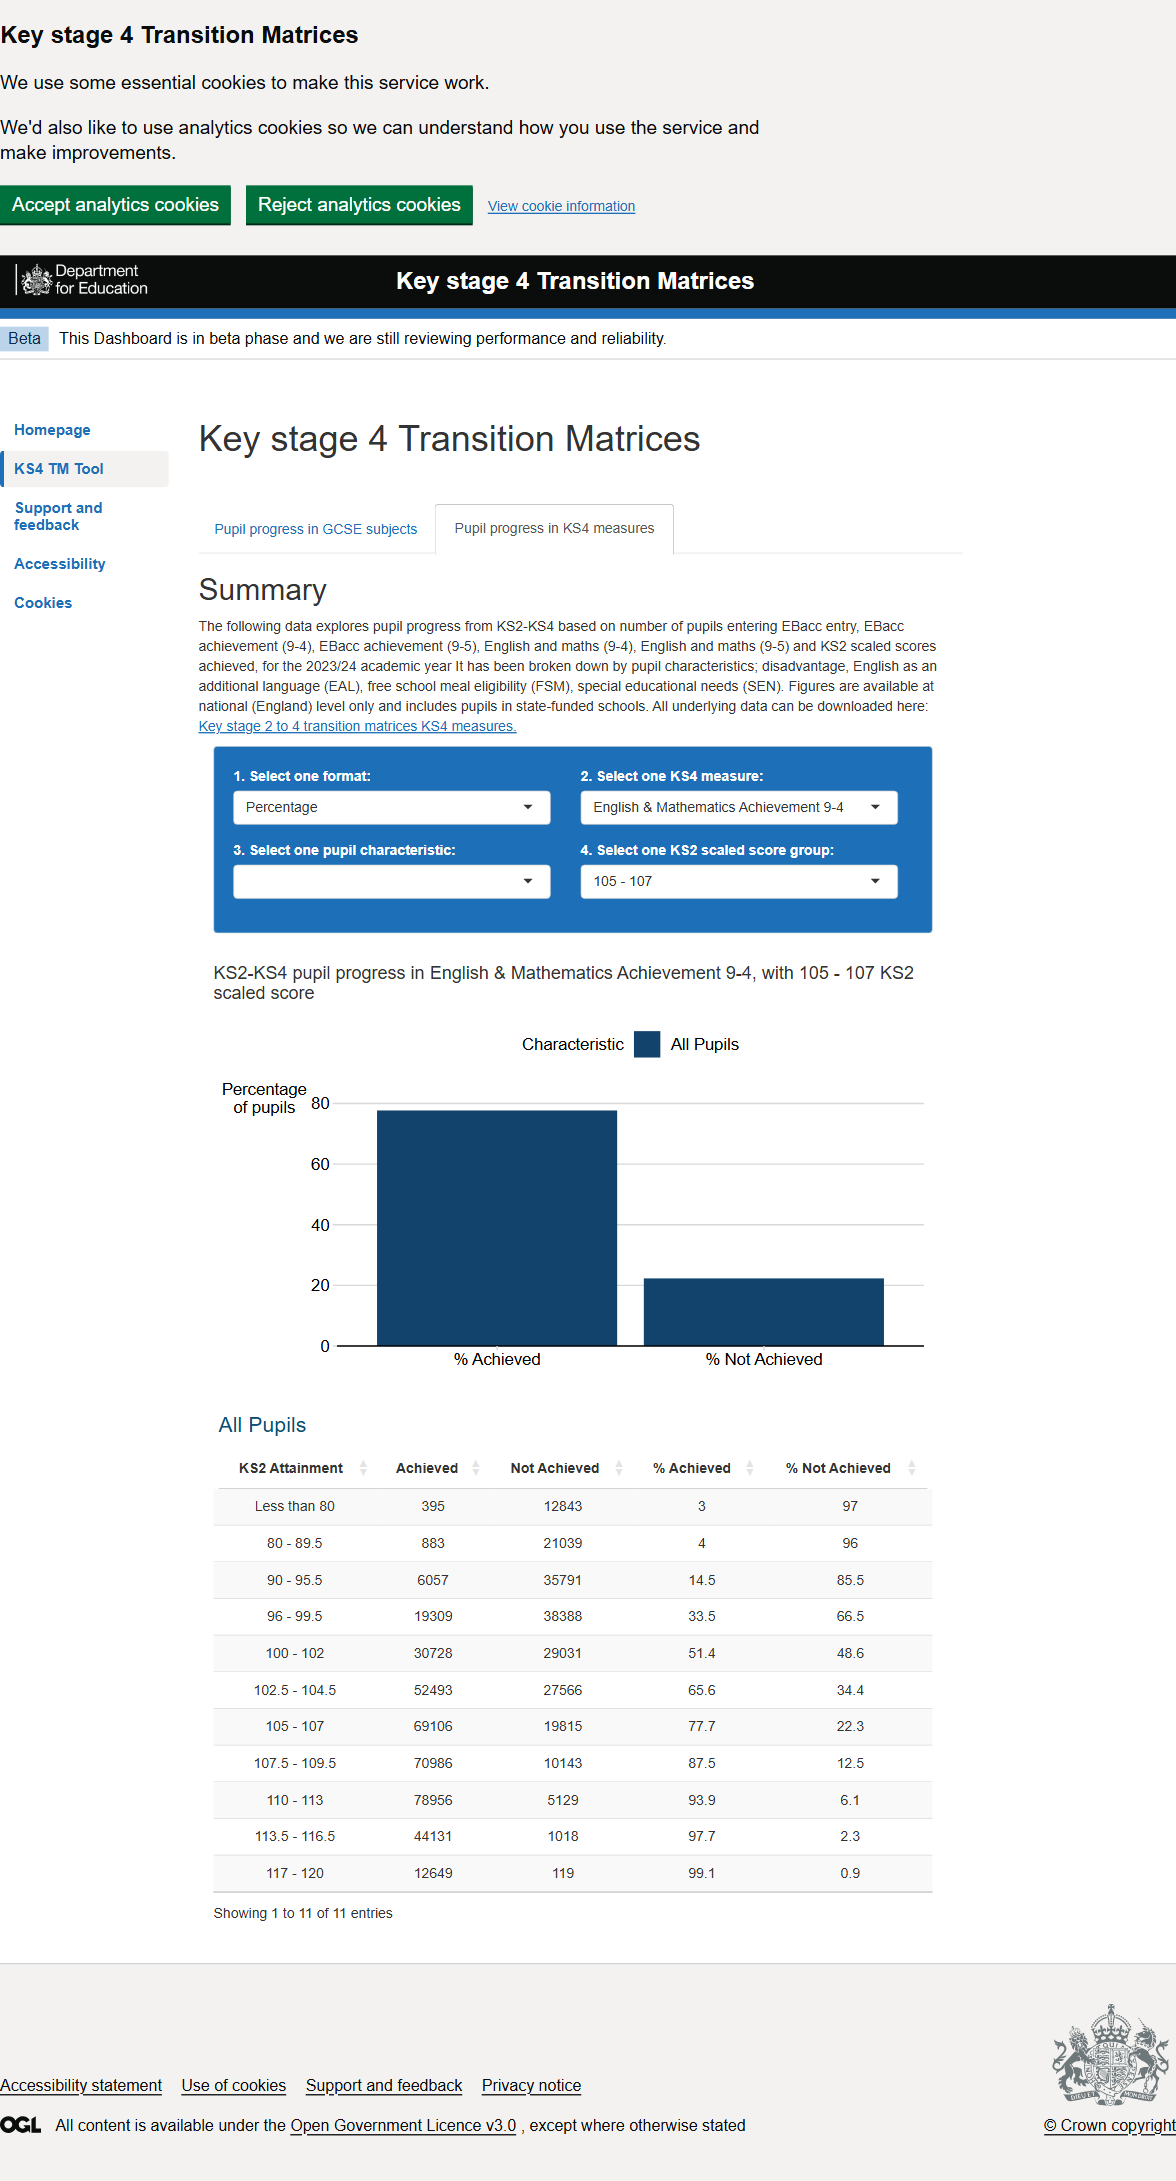 Key stage 4 Transition Matrices
We use some essential cookies to make this service work.
We'd also like to use analytics cookies so we can understand how you use the service and
make improvements.
Accept analytics cookies Reject analytics cookies View cookie information
Department
for Education
Key stage 4 Transition Matrices
Beta This Dashboard is in beta phase and we are still reviewing performance and reliability.
Homepage
KS4 TM Tool
Support and
feedback
Accessibility
Cookies
Key stage 4 Transition Matrices
Pupil progress in GCSE subjects Pupil progress in KS4 measures
Summary
The following data explores pupil progress from KS2-KS4 based on number of pupils entering EBacc entry, EBacc
achievement (9-4), EBacc achievement (9-5), English and maths (9-4), English and maths (9-5) and KS2 scaled scores
achieved, for the 2023/24 academic year It has been broken down by pupil characteristics; disadvantage, English as an
additional language (EAL), free school meal eligibility (FSM), special educational needs (SEN). Figures are available at
national (England) level only and includes pupils in state-funded schools. All underlying data can be downloaded here:
Key stage 2 to 4 transition matrices KS4 measures.
1. Select one format: 2. Select one KS4 measure:
Percentage English & Mathematics Achievement 9-4
3. Select one pupil characteristic: 4. Select one KS2 scaled score group:
105 - 107
KS2-KS4 pupil progress in English & Mathematics Achievement 9-4, with 105 - 107 KS2
scaled score
Characteristic All Pupils
Percentage
of pupils
80
60
40
20
0
% Achieved % Not Achieved
All Pupils
KS2 Attainment Achieved Not Achieved % Achieved % Not Achieved
Less than 80 395 12843 3 97
80 - 89.5 883 21039 4 96
90 - 95.5 6057 35791 14.5 85.5
96 - 99.5 19309 38388 33.5 66.5
100 - 102 30728 29031 51.4 48.6
102.5 - 104.5 52493 27566 65.6 34.4
105 - 107 69106 19815 77.7 22.3
107.5 - 109.5 70986 10143 87.5 12.5
110 - 113 78956 5129 93.9 6.1
113.5 - 116.5 44131 1018 97.7 2.3
117 - 120 12649 119 99.1 0.9
Showing 1 to 11 of 11 entries
Accessibility statement Use of cookies Support and feedback Privacy notice
OGL All content is available under the Open Government Licence v3.0 , except where otherwise stated
© Crown copyright